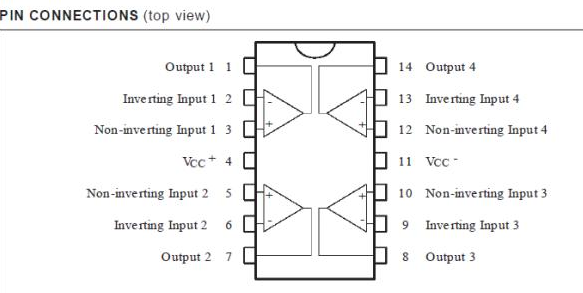 PIN CONNECTIONS (top view)
Output 1 1
Inverting Input 1 2
Non-inverting Input 1 3
Vcc+ 4
Non-inverting Input 2 5
Inverting Input 2 6
Output 2 7
14 Output 4
13 Inverting Input 4
12 Non-inverting Input 4
11 Vcc -
10 Non-inverting Input 3
9 Inverting Input 3
8 Output 3
-
+
-
+
+
-
+
-